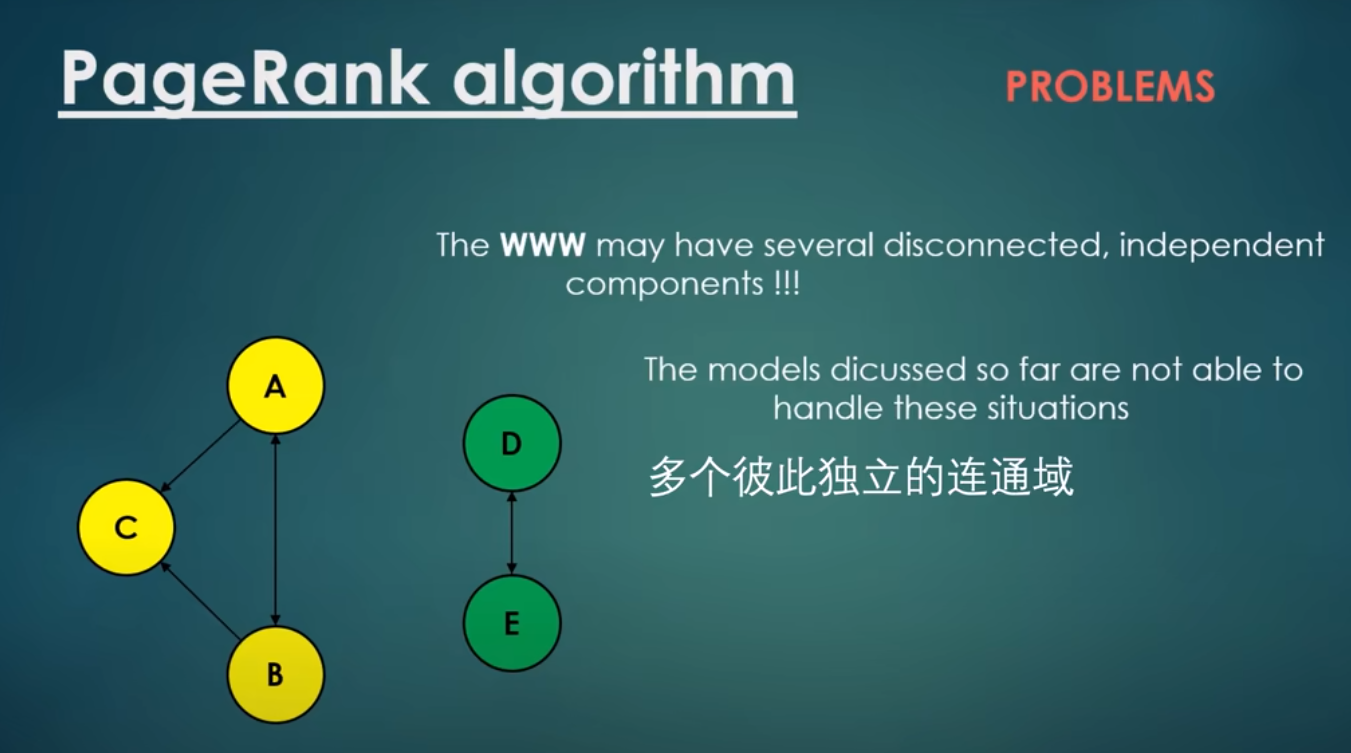 PageRank algorithm
PROBLEMS
The WWW may have several disconnected, independent
components !!!
The models dicussed so far are not able to
handle these situations
多个彼此独立的连通域
A
C
B
D
E